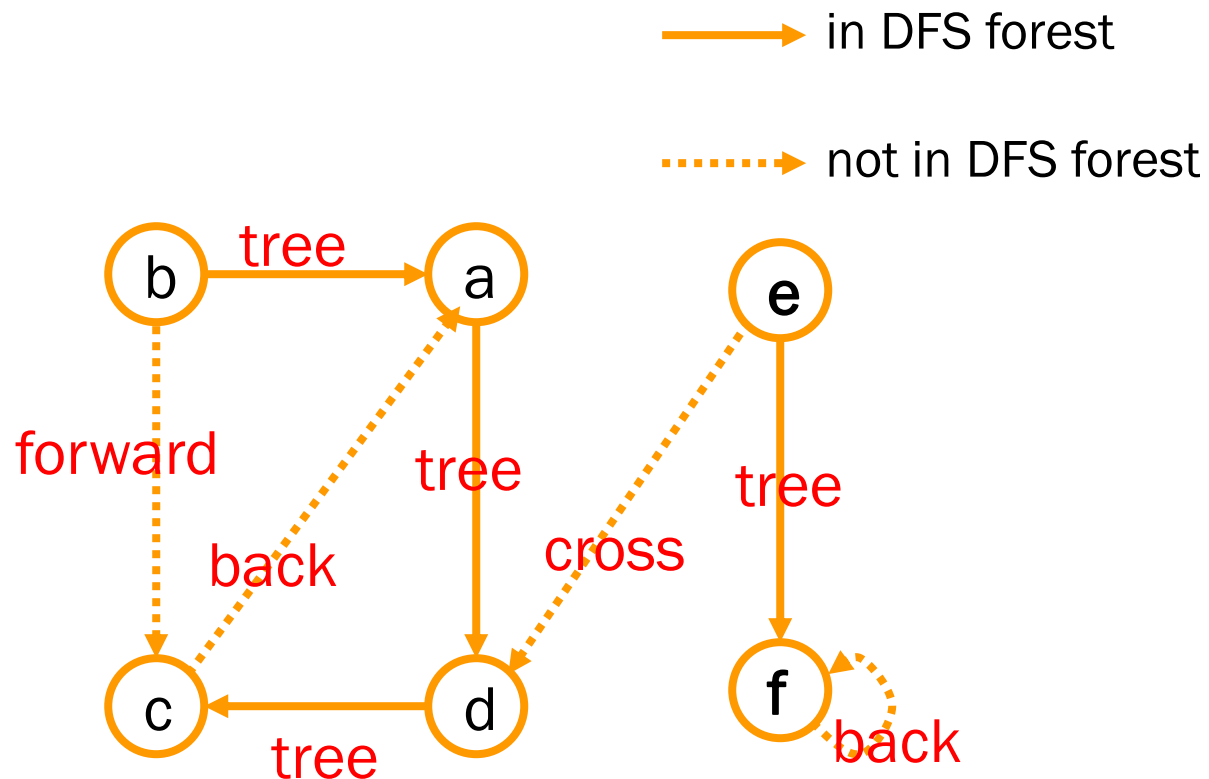 in DFS forest
not in DFS forest
tree
b
a
e
forward
tree
tree
back
cross
c
d
f
tree
back